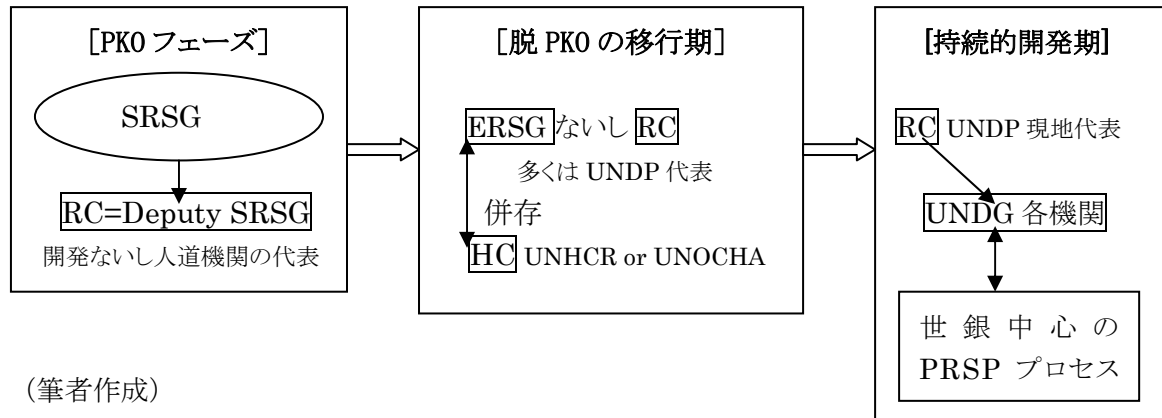 [PKO フェーズ]
SRSG
RC=Deputy SRSG
開発ないし人道機関の代表
[脱 PKO の移行期]
ERSG ないし RC
多くは UNDP 代表
併存
HC UNHCR or UNOCHA
[持続的開発期]
RC UNDP 現地代表
UNDG 各機関
世銀中心の
PRSP プロセス
(筆者作成)